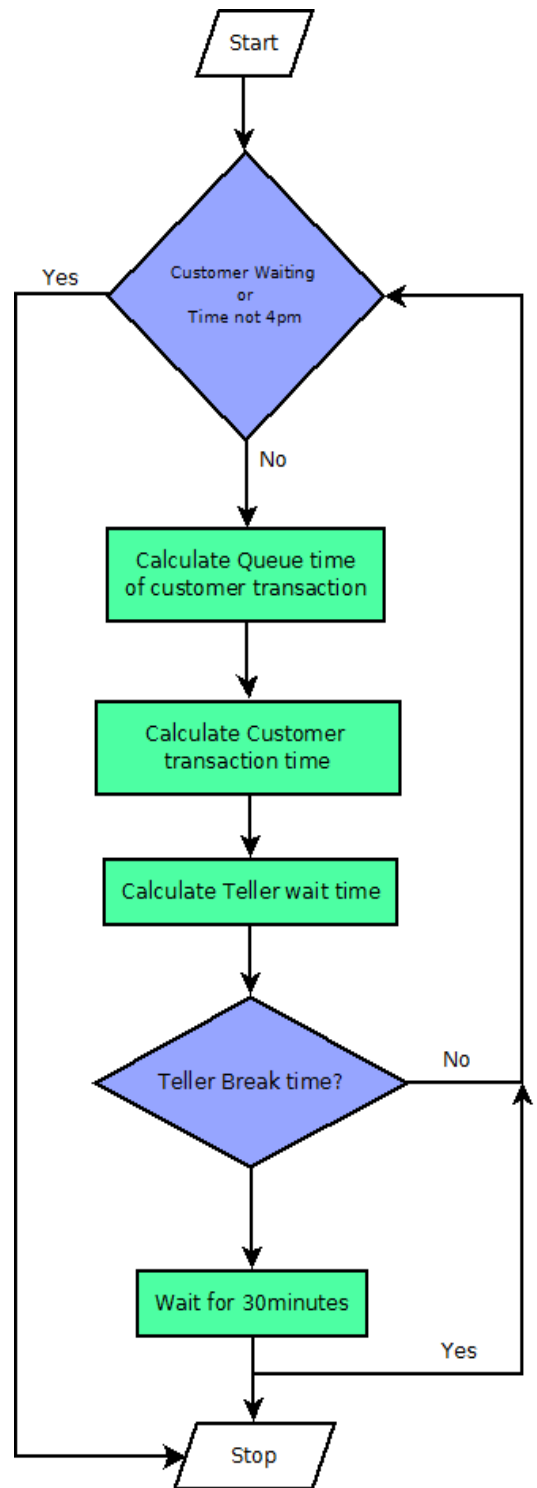 Start
Customer Waiting
or
Time not 4pm
Yes
No
Calculate Queue time
of customer transaction
Calculate Customer
transaction time
Calculate Teller wait time
Teller Break time?
No
Wait for 30minutes
Yes
Stop